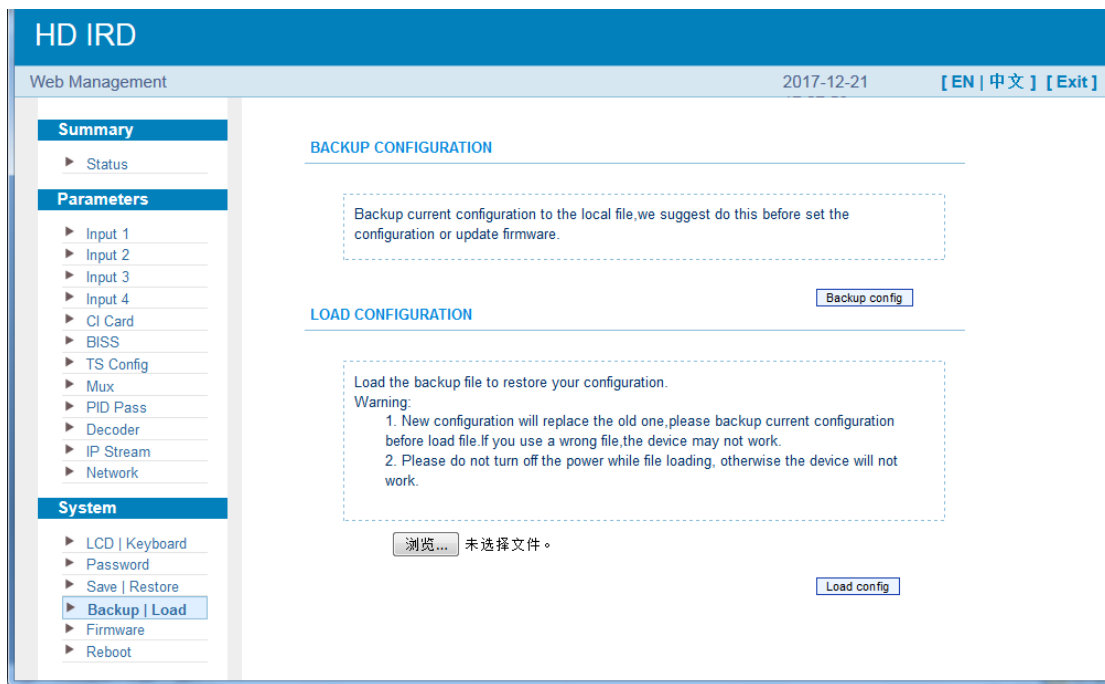 HD IRD
Web Management
2017-12-21
[ EN | 中文 ] [ Exit ]
Summary
Status
Parameters
Input 1
Input 2
Input 3
Input 4
CI Card
BISS
TS Config
Mux
PID Pass
Decoder
IP Stream
Network
System
LCD | Keyboard
Password
Save | Restore
Backup | Load
Firmware
Reboot
BACKUP CONFIGURATION
Backup current configuration to the local file,we suggest do this before set the
configuration or update firmware.
Backup config
LOAD CONFIGURATION
Load the backup file to restore your configuration.
Warning:
1. New configuration will replace the old one,please backup current configuration
before load file.If you use a wrong file,the device may not work.
2. Please do not turn off the power while file loading, otherwise the device will not
work.
浏览... 未选择文件。
Load config